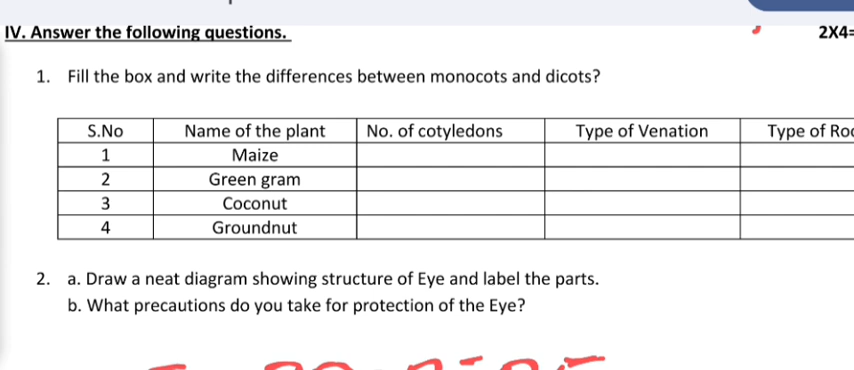 IV. Answer the following questions.
2X4=
1. Fill the box and write the differences between monocots and dicots?
S.No Name of the plant No. of cotyledons Type of Venation Type of
1 Maize
2 Green gram
3 Coconut
4 Groundnut
2. a. Draw a neat diagram showing structure of Eye and label the parts.
b. What precautions do you take for protection of the Eye?